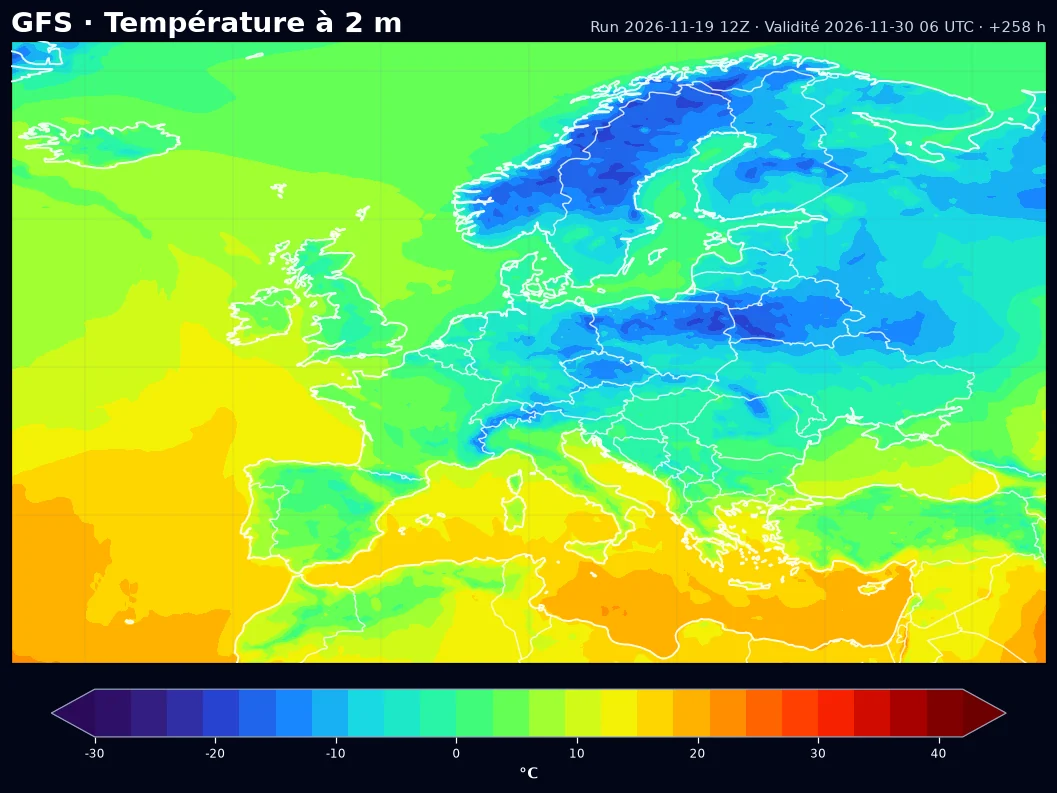 GFS · Température à 2 m
Run 2026-11-19 12Z · Validité 2026-11-30 06 UTC · +258 h
-30 -20 -10 0 10 20 30 40
°C